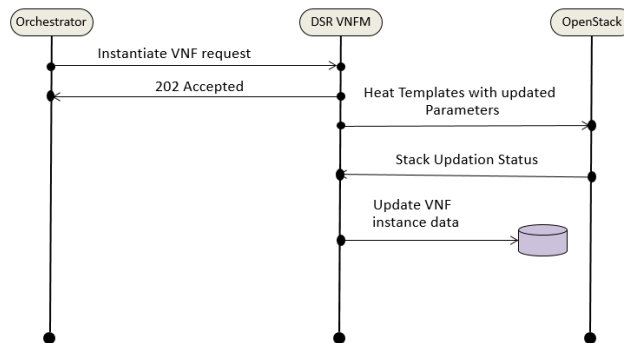 Orchestrator
DSR VNFM
OpenStack
Instantiate VNF request
202 Accepted
Heat Templates with updated
Parameters
Stack Updation Status
Update VNF
instance data